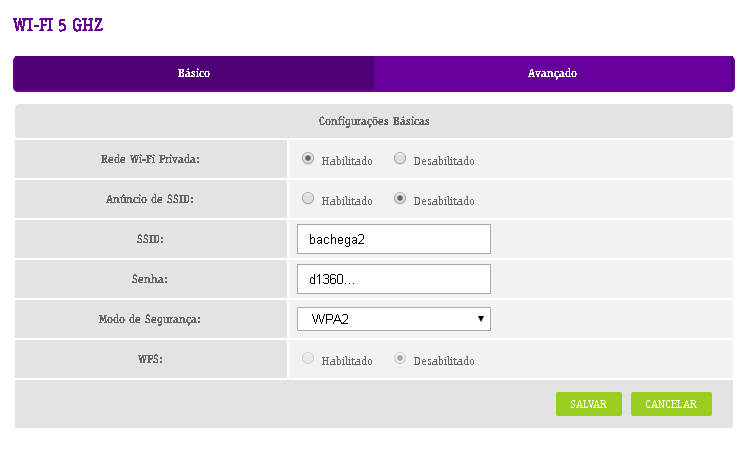 WI-FI 5 GHZ
Básico Avançado
Configurações Básicas
Rede Wi-Fi Privada: Habilitado Desabilitado
Anúncio de SSID: Habilitado Desabilitado
SSID: bachega2
Senha: d1360...
Modo de Segurança: WPA2
WPS: Habilitado Desabilitado
SALVAR CANCELAR